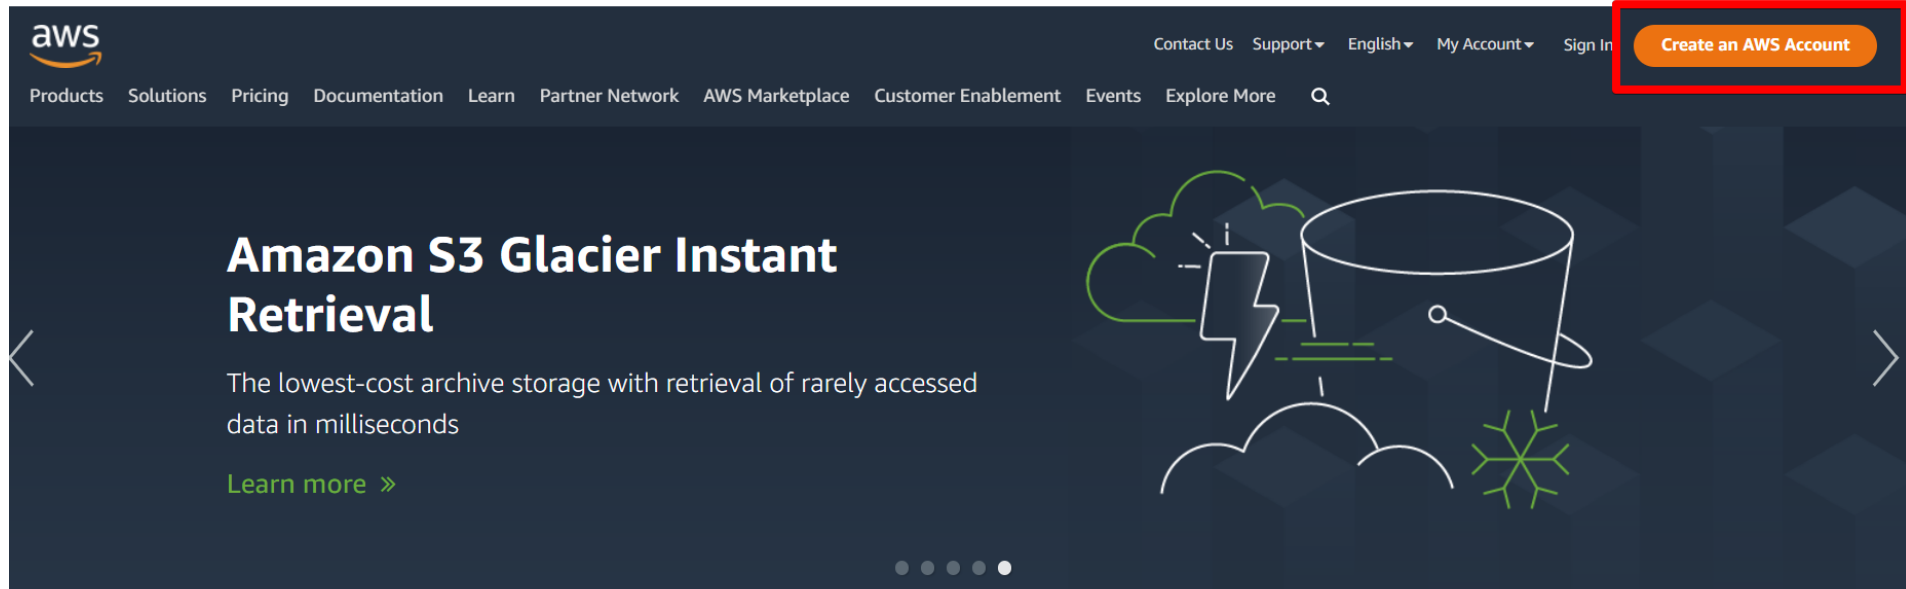 aws
Contact Us Support English My Account Sign In Create an AWS Account
Products Solutions Pricing Documentation Learn Partner Network AWS Marketplace Customer Enablement Events Explore More
Amazon S3 Glacier Instant
Retrieval
The lowest-cost archive storage with retrieval of rarely accessed
data in milliseconds
Learn more »